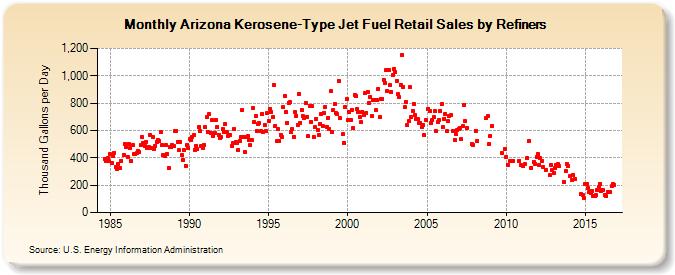 Monthly Arizona Kerosene-Type Jet Fuel Retail Sales by Refiners
Thousand Gallons per Day
1,200
1,000
800
600
400
200
0
1985 1990 1995 2000 2005 2010 2015
Source: U.S. Energy Information Administration